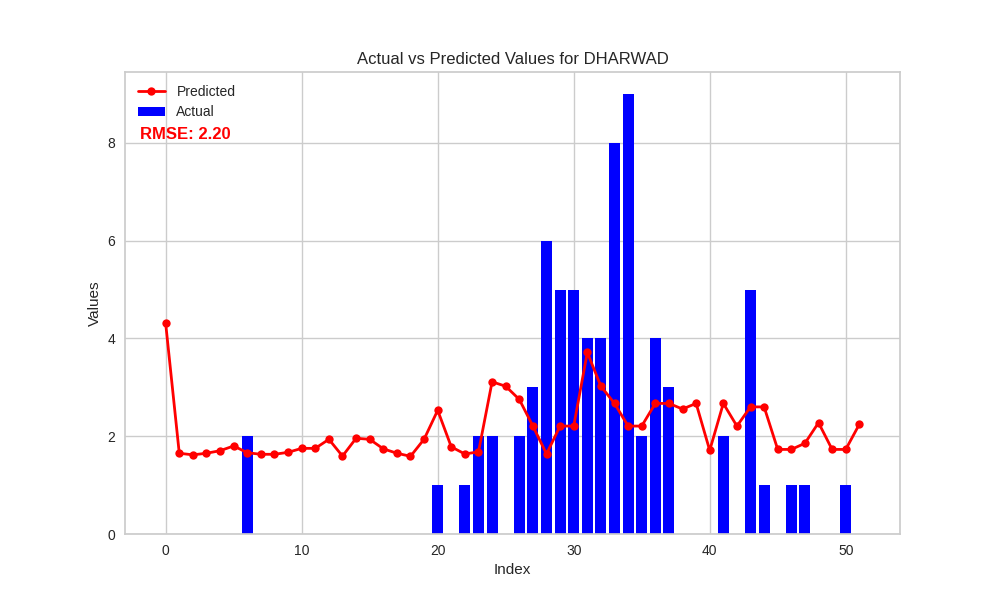 Actual vs Predicted Values for DHARWAD
Predicted
Actual
RMSE: 2.20
Values
8
6
4
2
0
0 10 20 30 40 50
Index